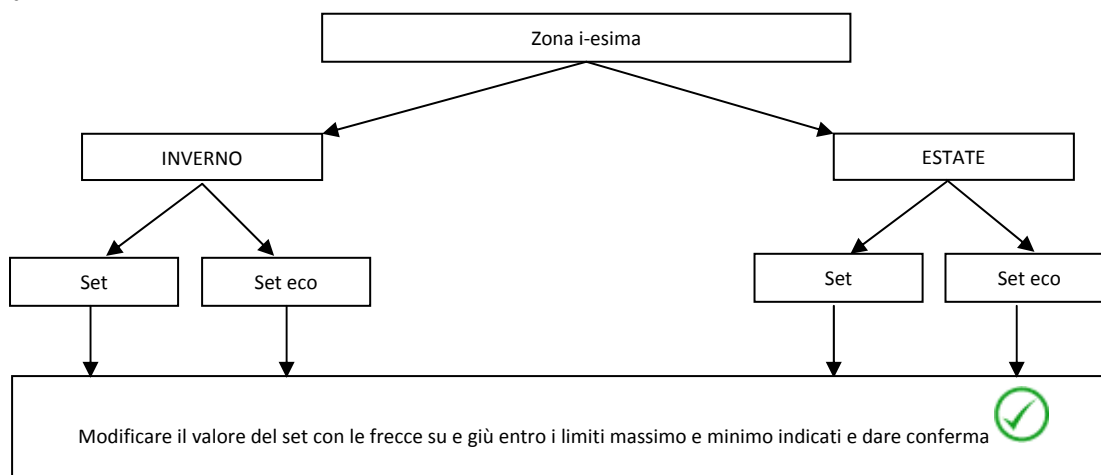 Zona i-esima
INVERNO
ESTATE
Set
Set eco
Set
Set eco
Modificare il valore del set con le frecce su e giù entro i limiti massimo e minimo indicati e dare conferma